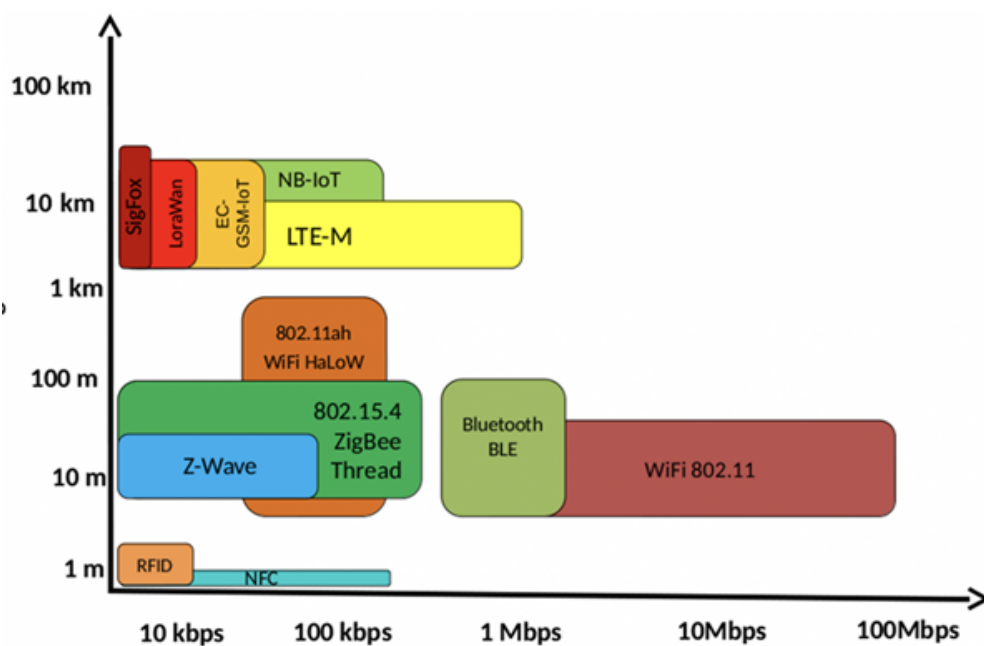 100 km
10 km
1 km
100 m
10 m
1 m
SigFox
LoraWan
EC-
GSM-IoT
NB-IoT
LTE-M
802.11ah
WiFi HaLoW
802.15.4
ZigBee
Thread
Z-Wave
Bluetooth
BLE
WiFi 802.11
RFID
NFC
10 kbps
100 kbps
1 Mbps
10Mbps
100Mbps